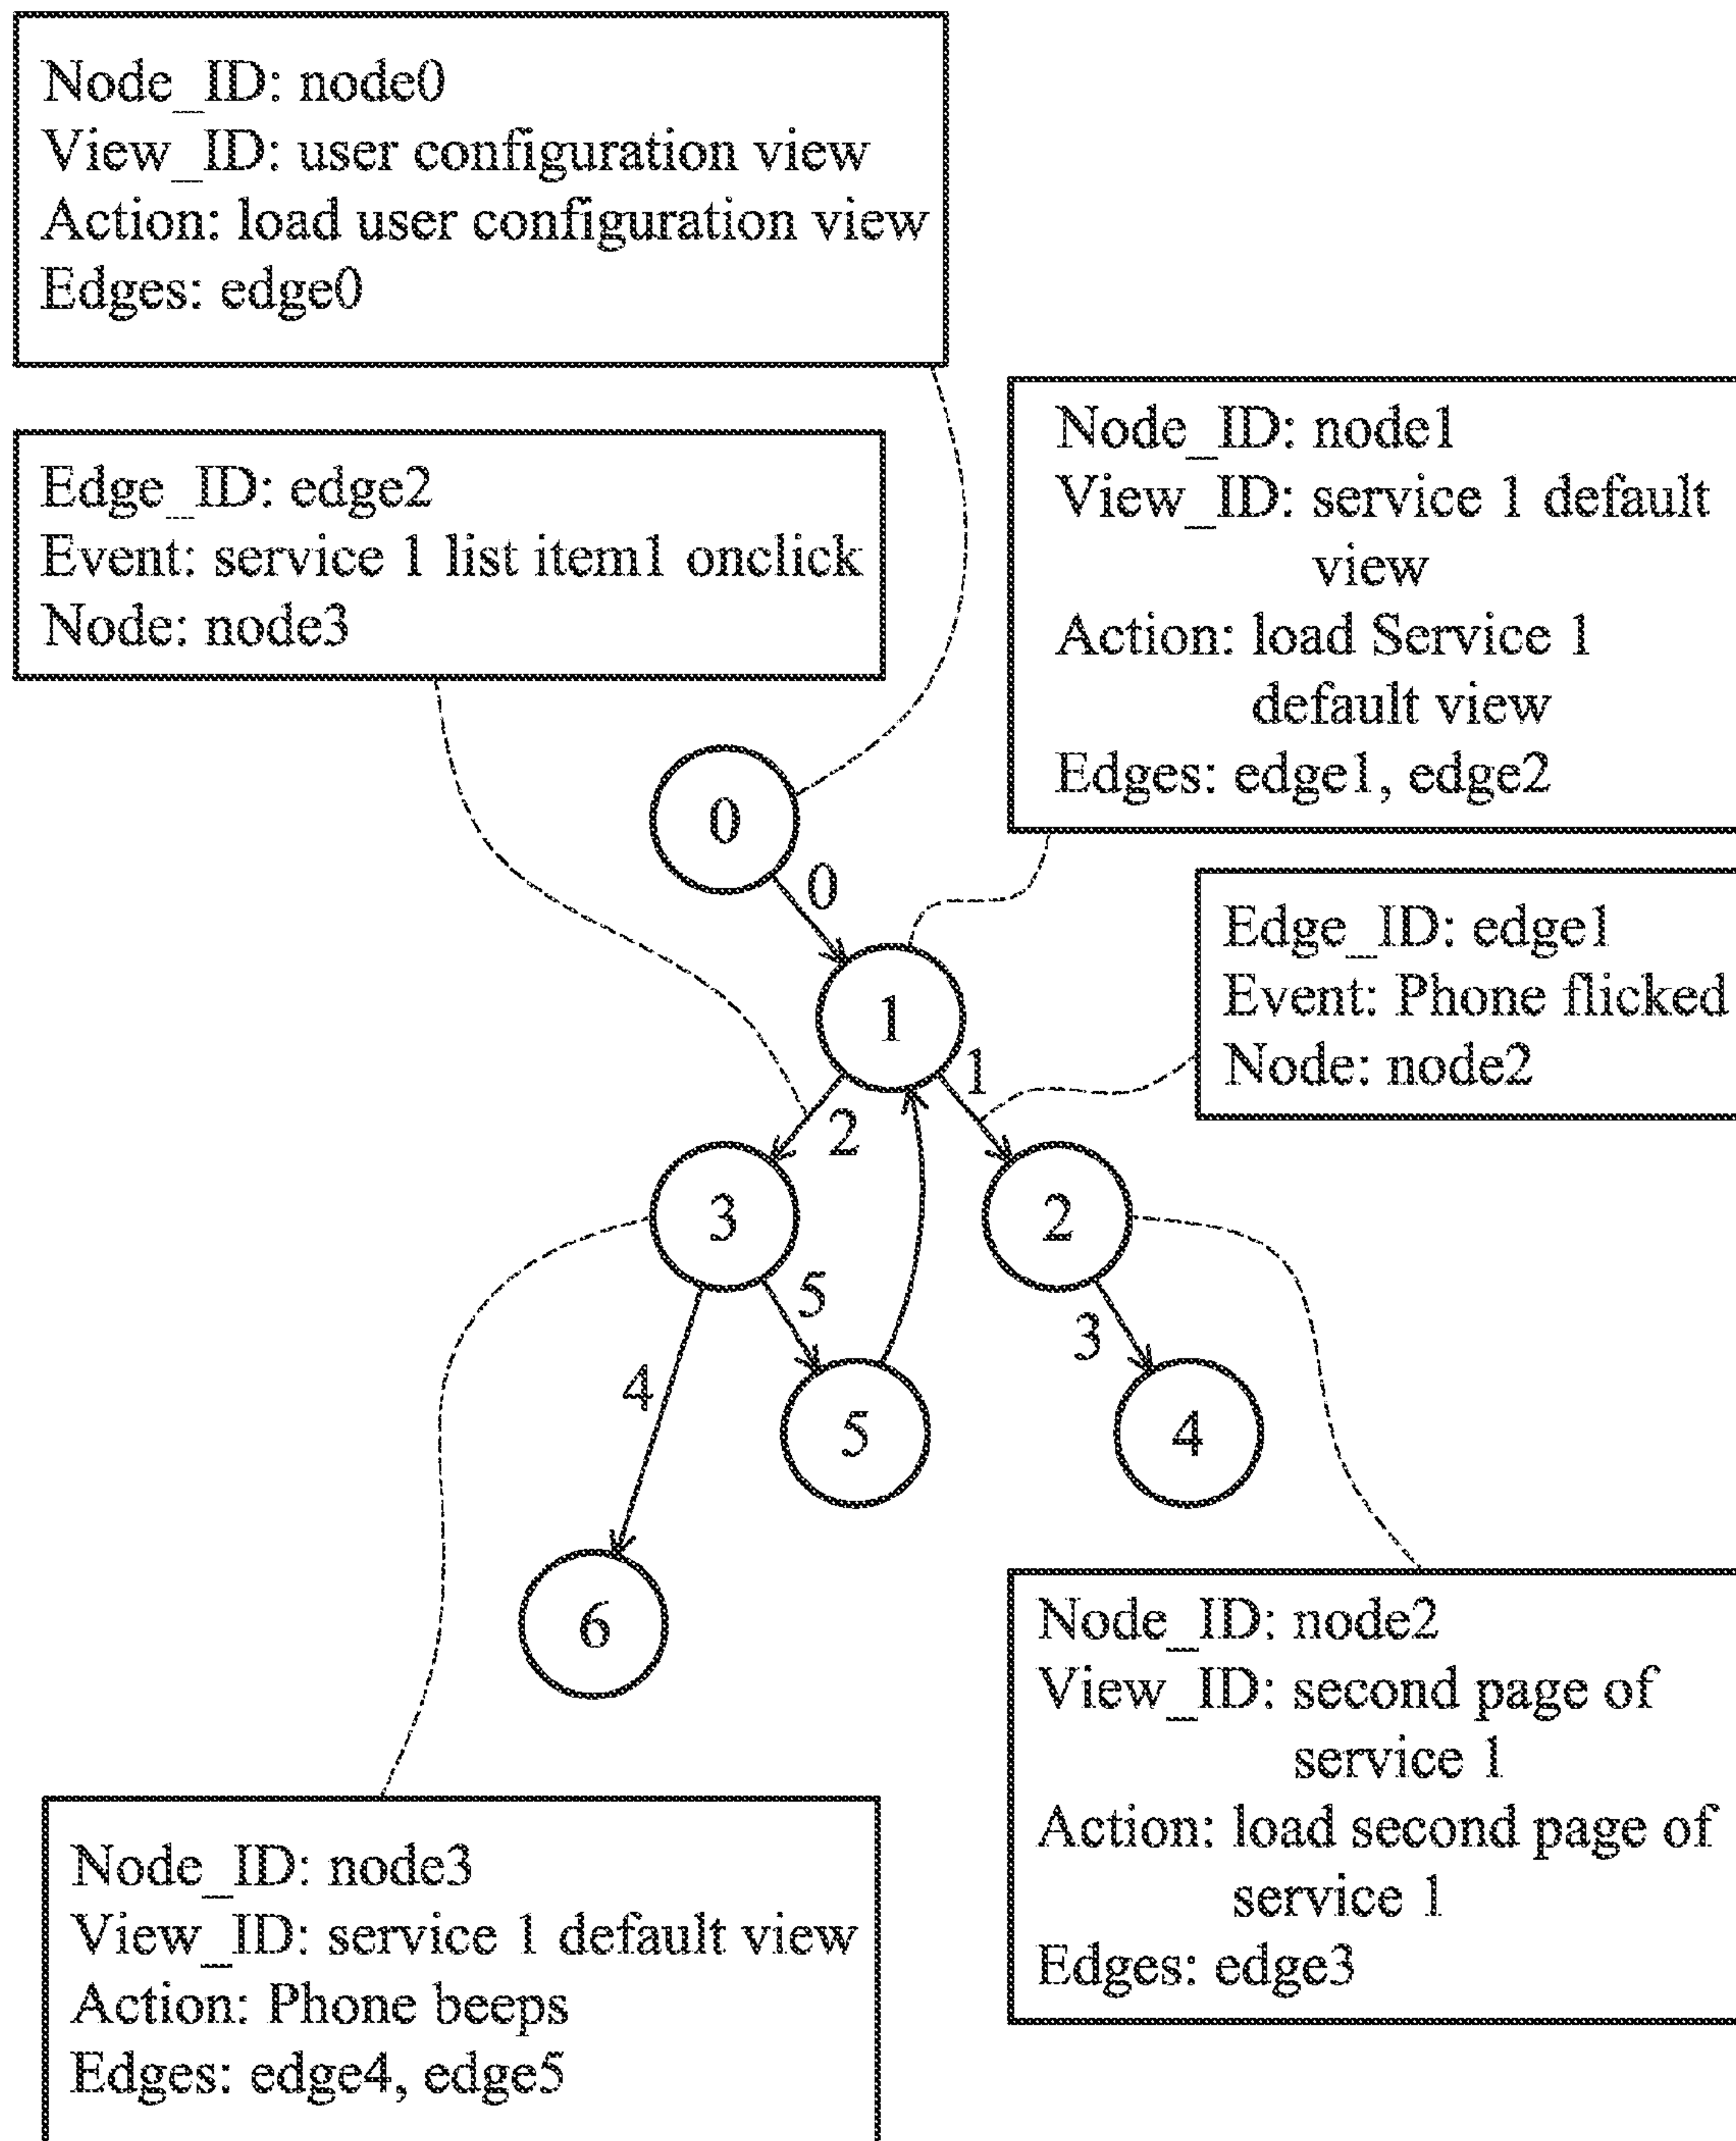 Node_ID: node0
View_ID: user configuration view
Action: load user configuration view
Edges: edge0
Edge_ID: edge2
Event: service 1 list item1 onclick
Node: node3
Node_ID: node1
View_ID: service 1 default
view
Action: load Service 1
default view
Edges: edge1, edge2
Edge_ID: edge1
Event: Phone flicked
Node: node2
0
0
1
1
2
3
2
5
3
4
5
4
6
Node_ID: node2
View_ID: second page of
service 1
Action: load second page of
service 1
Edges: edge3
Node_ID: node3
View_ID: service 1 default view
Action: Phone beeps
Edges: edge4, edge5